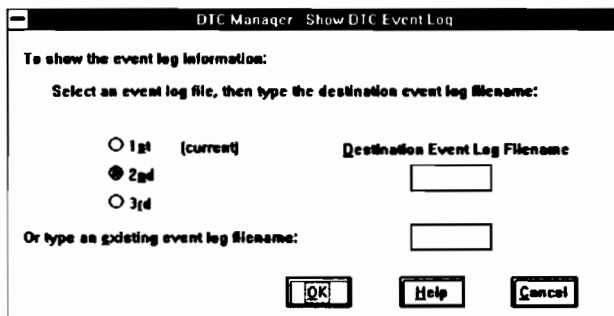 DTC Manager Show DTC Event Log
To show the event log information:
Select an event log file, then type the destination event log filename:
1st (current)
Destination Event Log Filename
2nd
3rd
Or type an existing event log filename:
OK Help Cancel